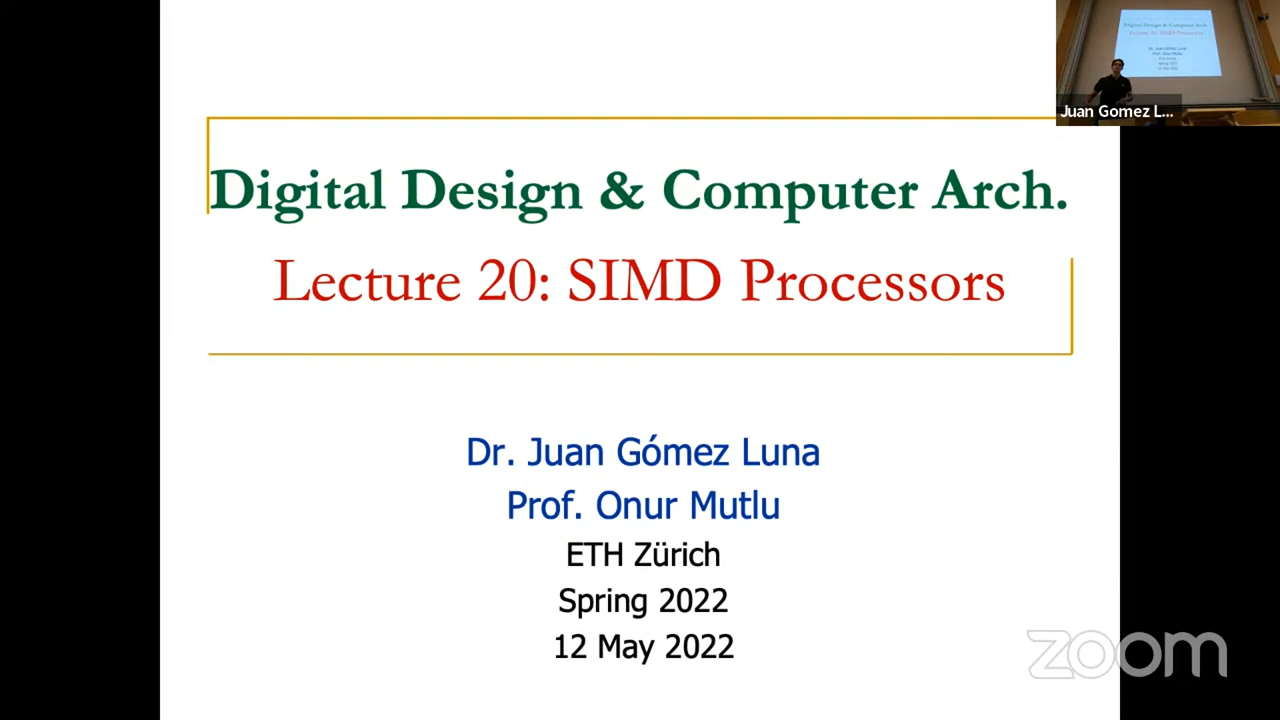 Digital Design & Computer Arch.
Lecture 20: SIMD Processors
Dr. Juan Gómez Luna
Prof. Onur Mutlu
ETH Zürich
Spring 2022
12 May 2022
Juan Gomez L...
zoom